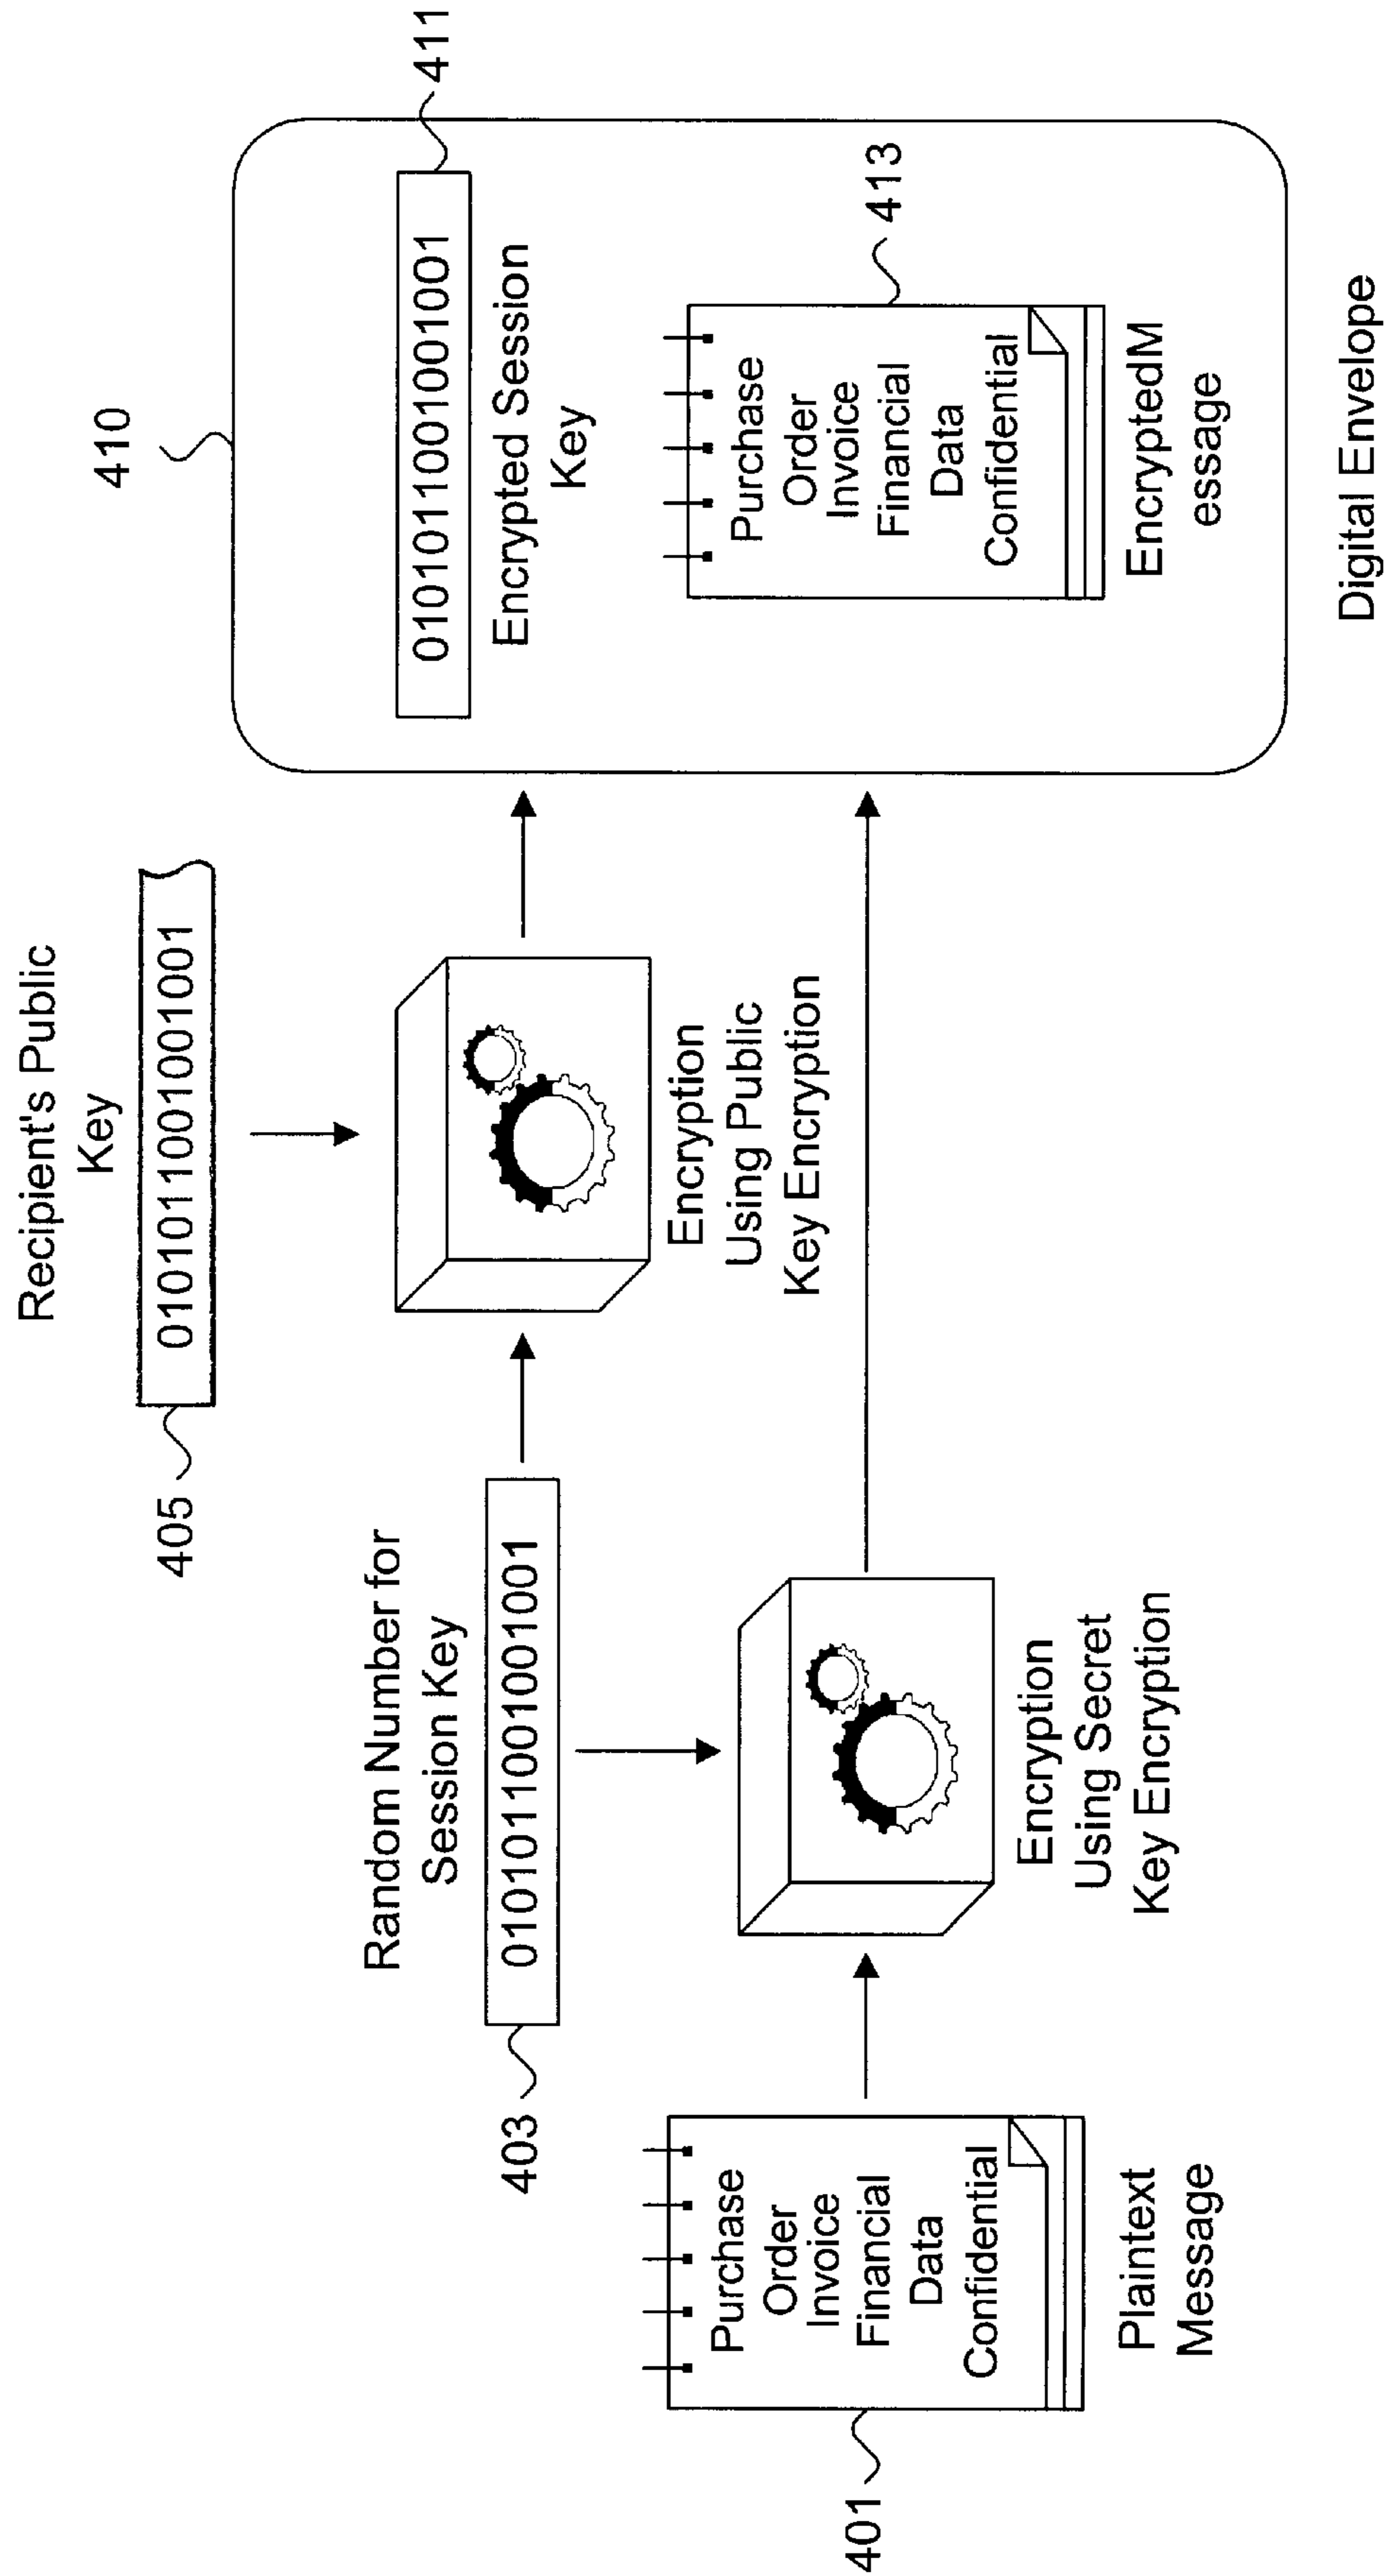 Recipient's Public
Key
405
0101011001001001
Random Number for
Session Key
403
0101011001001001
Encryption
Using Public
Key Encryption
401
Purchase
Order
Invoice
Financial
Data
Confidential
Plaintext
Message
Encryption
Using Secret
Key Encryption
410
411
0101011001001001
Encrypted Session
Key
413
Purchase
Order
Invoice
Financial
Data
Confidential
EncryptedM
essage
Digital Envelope